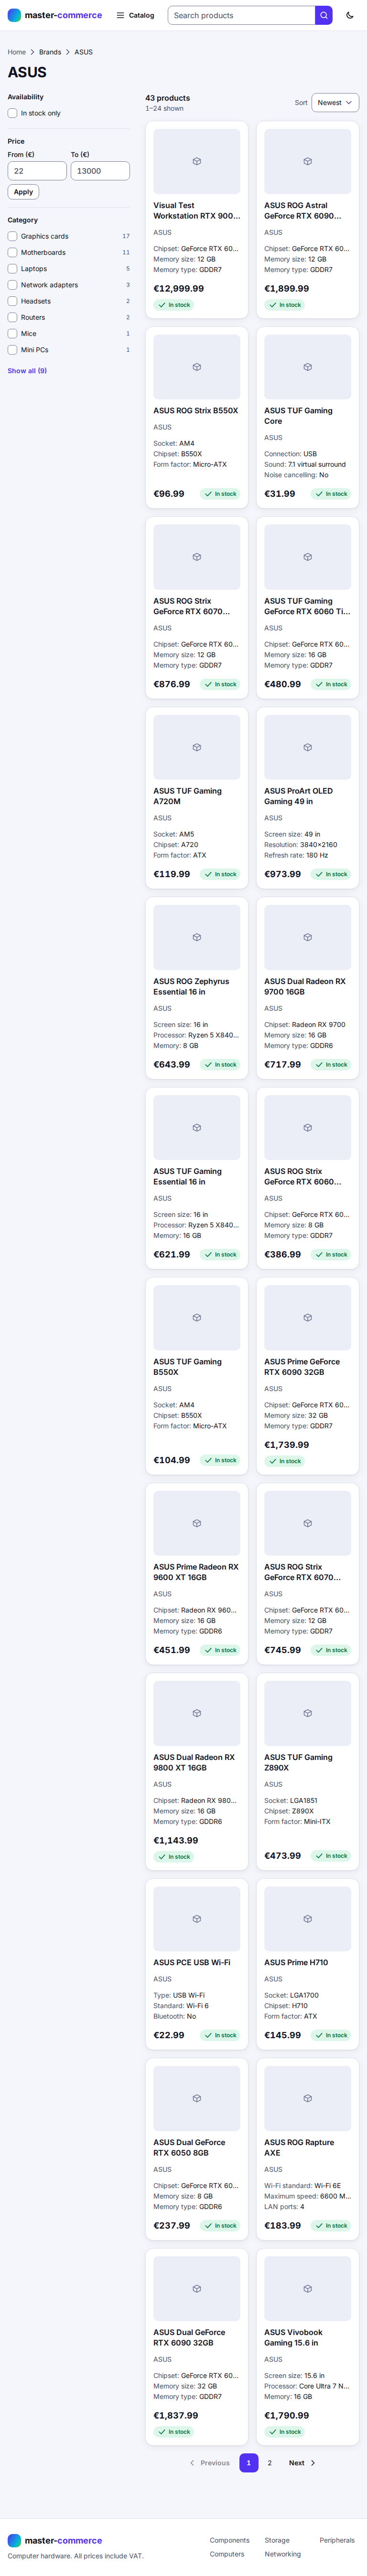 master-commerce
Catalog
Search products
Home
Brands
ASUS
ASUS
Availability
In stock only
Price
From (€)
To (€)
22
13000
Apply
Category
Graphics cards 17
Motherboards 11
Laptops 5
Network adapters 3
Headsets 2
Routers 2
Mice 1
Mini PCs 1
Show all (9)
43 products
1–24 shown
Sort
Newest
Visual Test
Workstation RTX 900...
ASUS
Chipset: GeForce RTX 60...
Memory size: 12 GB
Memory type: GDDR7
€12,999.99
In stock
ASUS ROG Astral
GeForce RTX 6090...
ASUS
Chipset: GeForce RTX 60...
Memory size: 12 GB
Memory type: GDDR7
€1,899.99
In stock
ASUS ROG Strix B550X
ASUS
Socket: AM4
Chipset: B550X
Form factor: Micro-ATX
€96.99
In stock
ASUS TUF Gaming
Core
ASUS
Connection: USB
Sound: 7.1 virtual surround
Noise cancelling: No
€31.99
In stock
ASUS ROG Strix
GeForce RTX 6070...
ASUS
Chipset: GeForce RTX 60...
Memory size: 12 GB
Memory type: GDDR7
€876.99
In stock
ASUS TUF Gaming
GeForce RTX 6060 Ti...
ASUS
Chipset: GeForce RTX 60...
Memory size: 16 GB
Memory type: GDDR7
€480.99
In stock
ASUS TUF Gaming
A720M
ASUS
Socket: AM5
Chipset: A720
Form factor: ATX
€119.99
In stock
ASUS ProArt OLED
Gaming 49 in
ASUS
Screen size: 49 in
Resolution: 3840×2160
Refresh rate: 180 Hz
€973.99
In stock
ASUS ROG Zephyrus
Essential 16 in
ASUS
Screen size: 16 in
Processor: Ryzen 5 X840...
Memory: 8 GB
€643.99
In stock
ASUS Dual Radeon RX
9700 16GB
ASUS
Chipset: Radeon RX 9700
Memory size: 16 GB
Memory type: GDDR6
€717.99
In stock
ASUS TUF Gaming
Essential 16 in
ASUS
Screen size: 16 in
Processor: Ryzen 5 X840...
Memory: 16 GB
€621.99
In stock
ASUS ROG Strix
GeForce RTX 6060...
ASUS
Chipset: GeForce RTX 60...
Memory size: 8 GB
Memory type: GDDR7
€386.99
In stock
ASUS TUF Gaming
B550X
ASUS
Socket: AM4
Chipset: B550X
Form factor: Micro-ATX
€104.99
In stock
ASUS Prime GeForce
RTX 6090 32GB
ASUS
Chipset: GeForce RTX 60...
Memory size: 32 GB
Memory type: GDDR7
€1,739.99
In stock
ASUS Prime Radeon RX
9600 XT 16GB
ASUS
Chipset: Radeon RX 960...
Memory size: 16 GB
Memory type: GDDR6
€451.99
In stock
ASUS ROG Strix
GeForce RTX 6070...
ASUS
Chipset: GeForce RTX 60...
Memory size: 12 GB
Memory type: GDDR7
€745.99
In stock
ASUS Dual Radeon RX
9800 XT 16GB
ASUS
Chipset: Radeon RX 980...
Memory size: 16 GB
Memory type: GDDR6
€1,143.99
In stock
ASUS TUF Gaming
Z890X
ASUS
Socket: LGA1851
Chipset: Z890X
Form factor: Mini-ITX
€473.99
In stock
ASUS PCE USB Wi-Fi
ASUS
Type: USB Wi-Fi
Standard: Wi-Fi 6
Bluetooth: No
€22.99
In stock
ASUS Prime H710
ASUS
Socket: LGA1700
Chipset: H710
Form factor: ATX
€145.99
In stock
ASUS Dual GeForce
RTX 6050 8GB
ASUS
Chipset: GeForce RTX 60...
Memory size: 8 GB
Memory type: GDDR6
€237.99
In stock
ASUS ROG Rapture
AXE
ASUS
Wi-Fi standard: Wi-Fi 6E
Maximum speed: 6600 M...
LAN ports: 4
€183.99
In stock
ASUS Dual GeForce
RTX 6090 32GB
ASUS
Chipset: GeForce RTX 60...
Memory size: 32 GB
Memory type: GDDR7
€1,837.99
In stock
ASUS Vivobook
Gaming 15.6 in
ASUS
Screen size: 15.6 in
Processor: Core Ultra 7 N...
Memory: 16 GB
€1,790.99
In stock
Previous
1
2
Next
master-commerce
Computer hardware. All prices include VAT.
Components
Storage
Peripherals
Computers
Networking